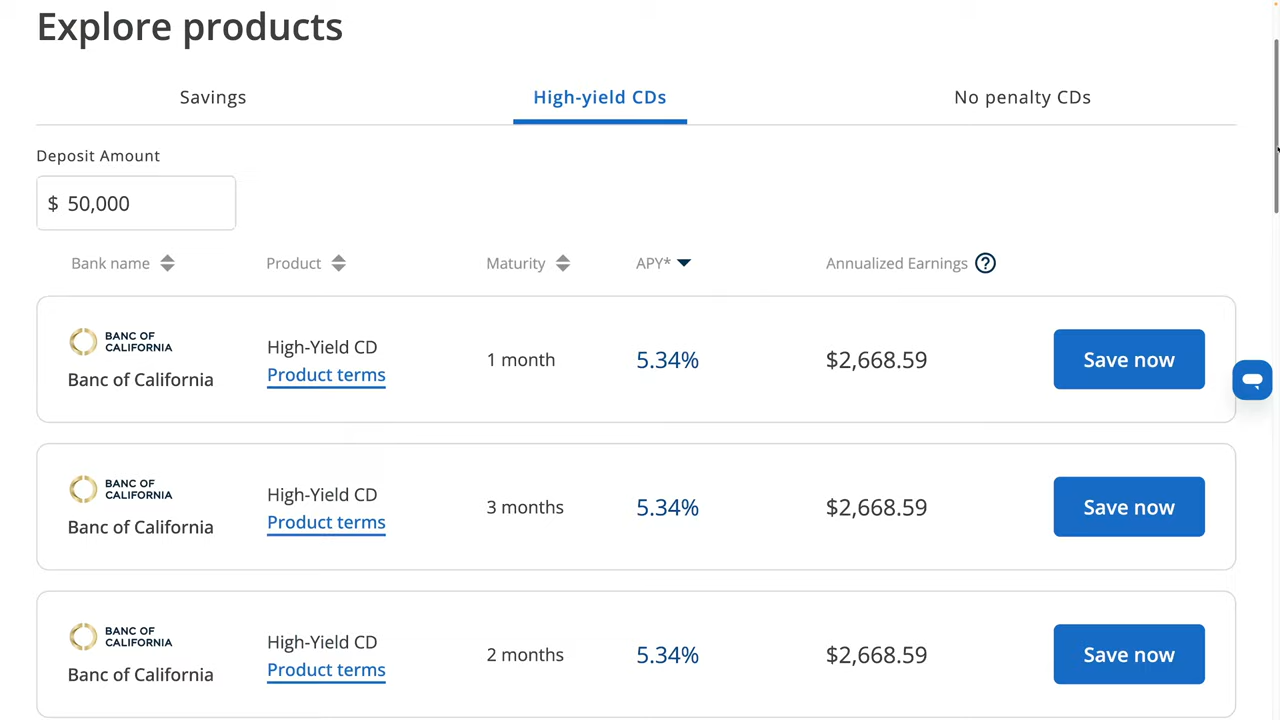 Explore products
Savings High-yield CDs No penalty CDs
Deposit Amount
$ 50,000
Bank name Product Maturity APY* Annualized Earnings ?
BANC OF
CALIFORNIA
Banc of California
High-Yield CD
Product terms
1 month 5.34% $2,668.59 Save now
BANC OF
CALIFORNIA
Banc of California
High-Yield CD
Product terms
3 months 5.34% $2,668.59 Save now
BANC OF
CALIFORNIA
Banc of California
High-Yield CD
Product terms
2 months 5.34% $2,668.59 Save now